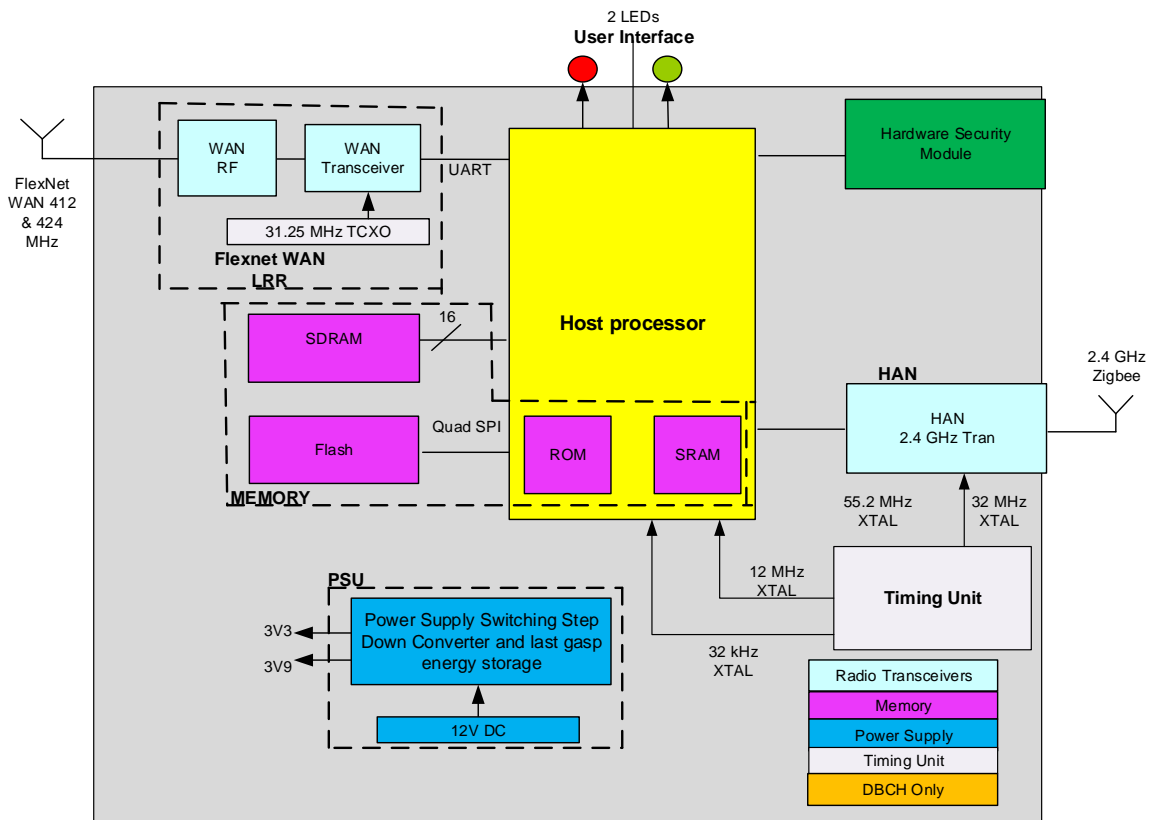 2 LEDs
User Interface
WAN
RF
WAN
Transceiver
UART
Hardware Security
Module
FlexNet
WAN 412
& 424
MHz
31.25 MHz TCXO
Flexnet WAN
LRR
Host processor
16
SDRAM
Flash
Quad SPI
MEMORY
ROM
SRAM
HAN
HAN
2.4 GHz Tran
2.4 GHz
Zigbee
55.2 MHz
XTAL
32 MHz
XTAL
12 MHz
XTAL
32 kHz
XTAL
Timing Unit
PSU
Power Supply Switching Step
Down Converter and last gasp
energy storage
3V3
3V9
12V DC
Radio Transceivers
Memory
Power Supply
Timing Unit
DBCH Only